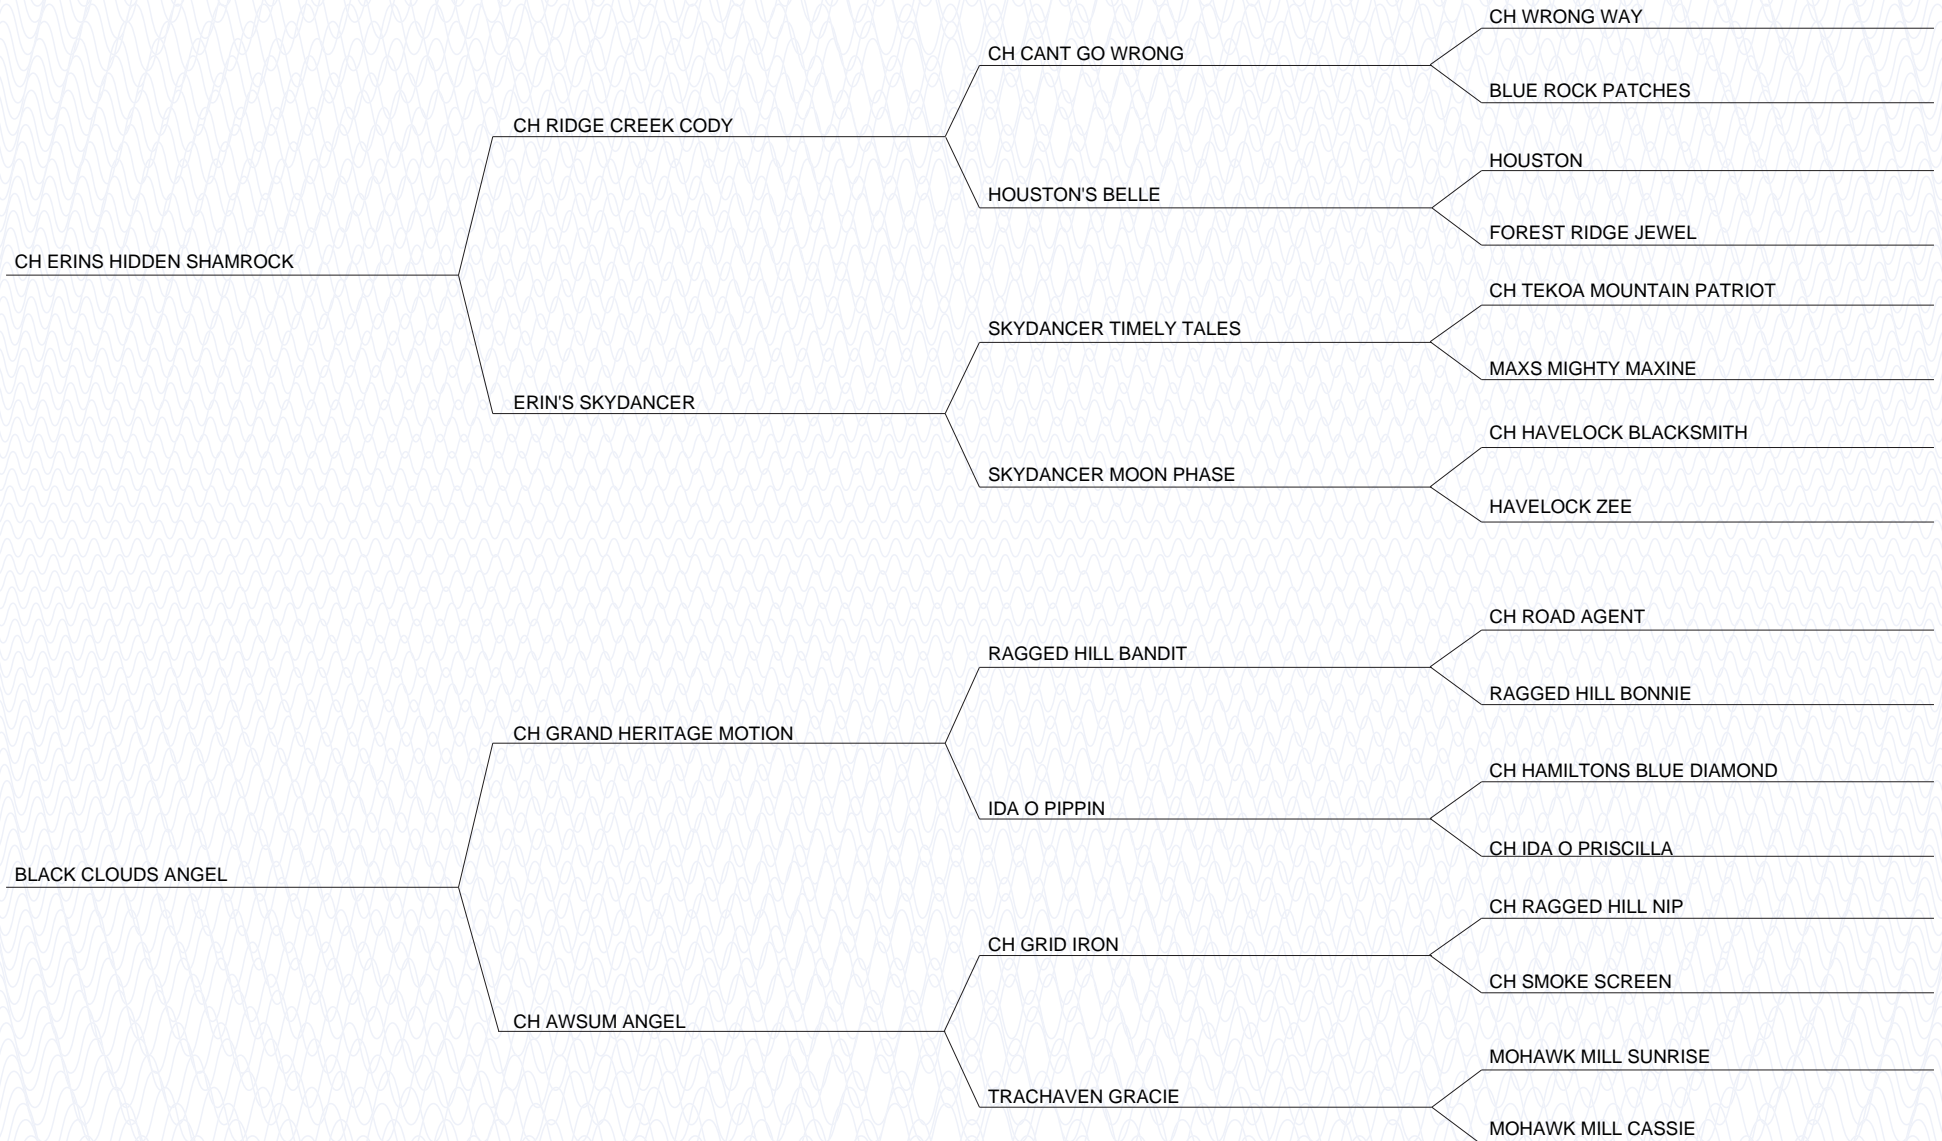 CH WRONG WAY
CH CANT GO WRONG
BLUE ROCK PATCHES
CH RIDGE CREEK CODY
HOUSTON
HOUSTON'S BELLE
FOREST RIDGE JEWEL
CH ERINS HIDDEN SHAMROCK
CH TEKOA MOUNTAIN PATRIOT
SKYDANCER TIMELY TALES
MAXS MIGHTY MAXINE
ERIN'S SKYDANCER
CH HAVELOCK BLACKSMITH
SKYDANCER MOON PHASE
HAVELOCK ZEE
CH ROAD AGENT
RAGGED HILL BANDIT
RAGGED HILL BONNIE
CH GRAND HERITAGE MOTION
CH HAMILTONS BLUE DIAMOND
IDA O PIPPIN
CH IDA O PRISCILLA
BLACK CLOUDS ANGEL
CH RAGGED HILL NIP
CH GRID IRON
CH SMOKE SCREEN
CH AWSUM ANGEL
MOHAWK MILL SUNRISE
TRACHAVEN GRACIE
MOHAWK MILL CASSIE